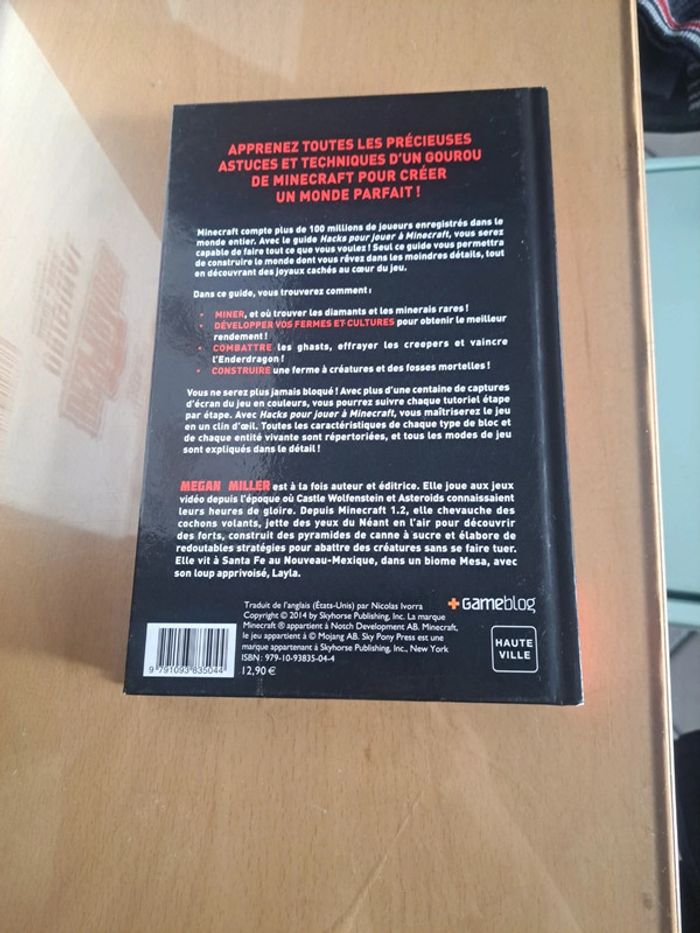 APPRENEZ TOUTES LES PRÉCIEUSES
ASTUCES ET TECHNIQUES D'UN GOUROU
DE MINECRAFT POUR CRÉER
UN MONDE PARFAIT !
Minecraft compte plus de 100 millions de joueurs enregistrés dans le
monde entier. Avec le guide Hacks pour jouer à Minecraft, vous serez
capable de faire tout ce que vous voulez ! Seul ce guide vous permettra
de construire le monde dont vous rêvez dans les moindres détails, tout
en découvrant des joyaux cachés au cœur du jeu.
Dans ce guide, vous trouverez comment :
• MINER, et où trouver les diamants et les minerais rares !
• DÉVELOPPER VOS FERMES ET CULTURES pour obtenir le meilleur
rendement !
• COMBATTRE les ghasts, effrayer les creepers et vaincre
l'Enderdragon !
• CONSTRUIRE une ferme à créatures et des fosses mortelles !
Vous ne serez plus jamais bloqué ! Avec plus d'une centaine de captures
d'écran du jeu en couleurs, vous pourrez suivre chaque tutoriel étape
par étape. Avec Hacks pour jouer à Minecraft, vous maîtriserez le jeu
en un clin d'œil. Toutes les caractéristiques de chaque type de bloc et
de chaque entité vivante sont répertoriées, et tous les modes de jeu
sont expliqués dans le détail !
MEGAN MILLER est à la fois auteur et éditrice. Elle joue aux jeux
vidéo depuis l'époque où Castle Wolfenstein et Asteroids connaissaient
leurs heures de gloire. Depuis Minecraft 1.2, elle chevauche des
cochons volants, jette des yeux du Néant en l'air pour découvrir
des forts, construit des pyramides de canne à sucre et élabore de
redoutables stratégies pour abattre des créatures sans se faire tuer.
Elle vit à Santa Fe au Nouveau-Mexique, dans un biome Mesa, avec
son loup apprivoisé, Layla.
Traduit de l'anglais (États-Unis) par Nicolas Ivorra
Copyright © 2014 by Skyhorse Publishing, Inc. La marque
Minecraft ® appartient à Notch Development AB. Minecraft,
le jeu appartient à © Mojang AB. Sky Pony Press est une
marque appartenant à Skyhorse Publishing, Inc., New York
ISBN : 979-10-93835-04-4
12,90 €
9 791093 835044
+Gameblog
HAUTE
VILLE